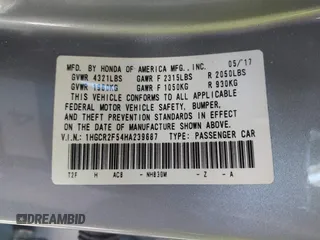 MFD. BY HONDA OF AMERICA MFG., INC. 05/17
GVWR 4321LBS GAWR F 2315LBS R 2050LBS
GVWR 1960KG GAWR F 1050KG R 930KG
THIS VEHICLE CONFORMS TO ALL APPLICABLE
FEDERAL MOTOR VEHICLE SAFETY, BUMPER,
AND THEFT PREVENTION STANDARDS IN EFFECT
ON THE DATE OF MANUFACTURE SHOWN ABOVE.
V.I.N.: 1HGCR2F54HA239687 TYPE: PASSENGER CAR
T2F H AC8 - NH830M - Z - A
DREAMBID